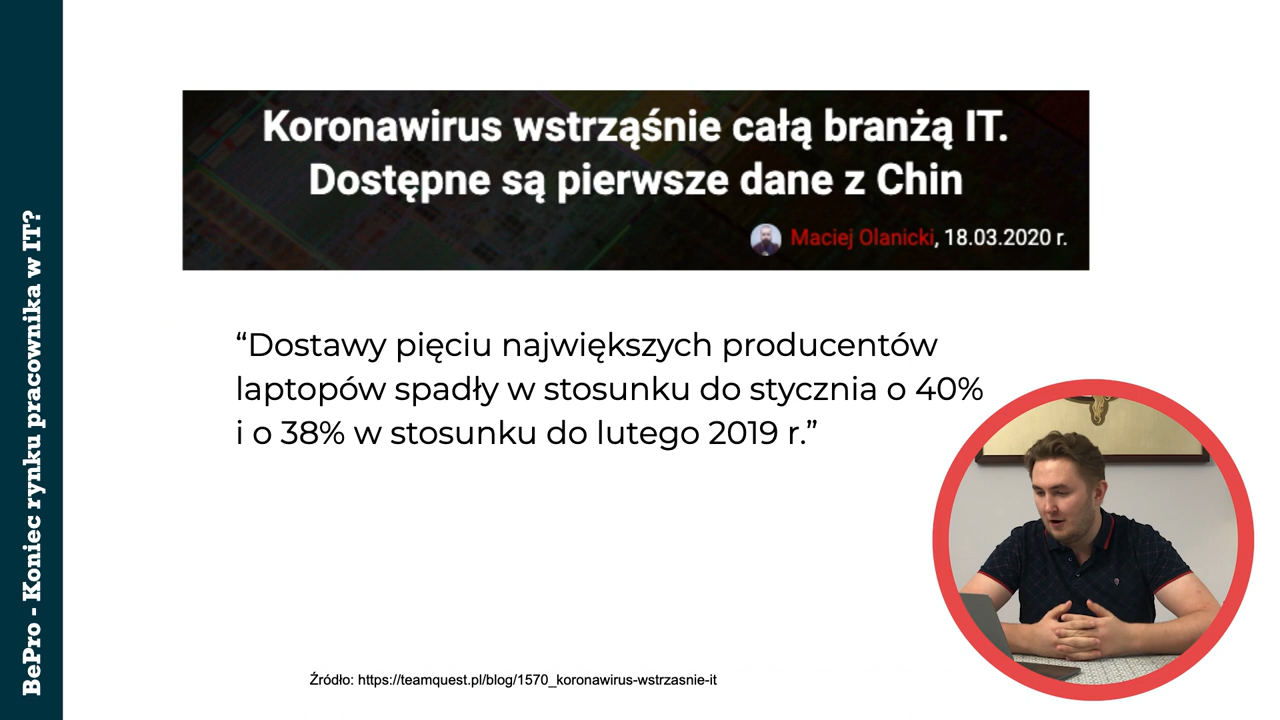 BePro - Koniec rynku pracownika w IT?
Koronawirus wstrząśnie całą branżą IT.
Dostępne są pierwsze dane z Chin
Maciej Olanicki, 18.03.2020 r.
“Dostawy pięciu największych producentów
laptopów spadły w stosunku do stycznia o 40%
i o 38% w stosunku do lutego 2019 r.”
Źródło: https://teamquest.pl/blog/1570_koronawirus-wstrzasnie-it